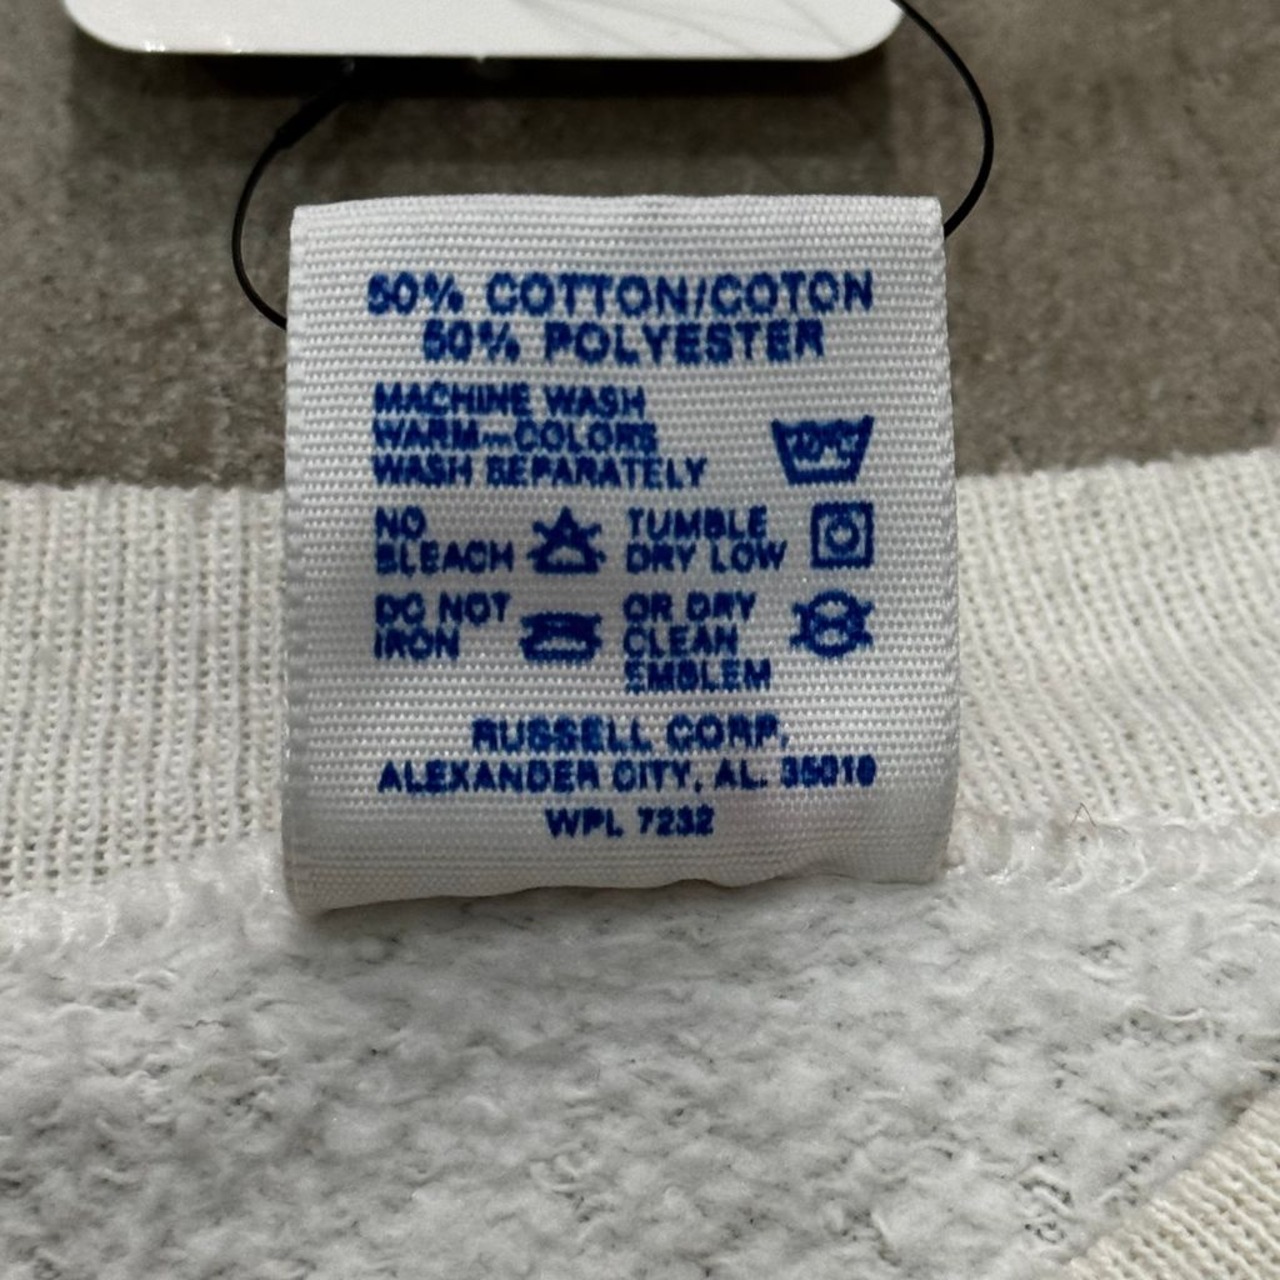 50% COTTON/COTON
50% POLYESTER
MACHINE WASH
WARM—COLORS
WASH SEPARATELY
NO
BLEACH
TUMBLE
DRY LOW
DO NOT
IRON
OR DRY
CLEAN
EMBLEM
RUSSELL CORP.
ALEXANDER CITY, AL. 35010
WPL 7232